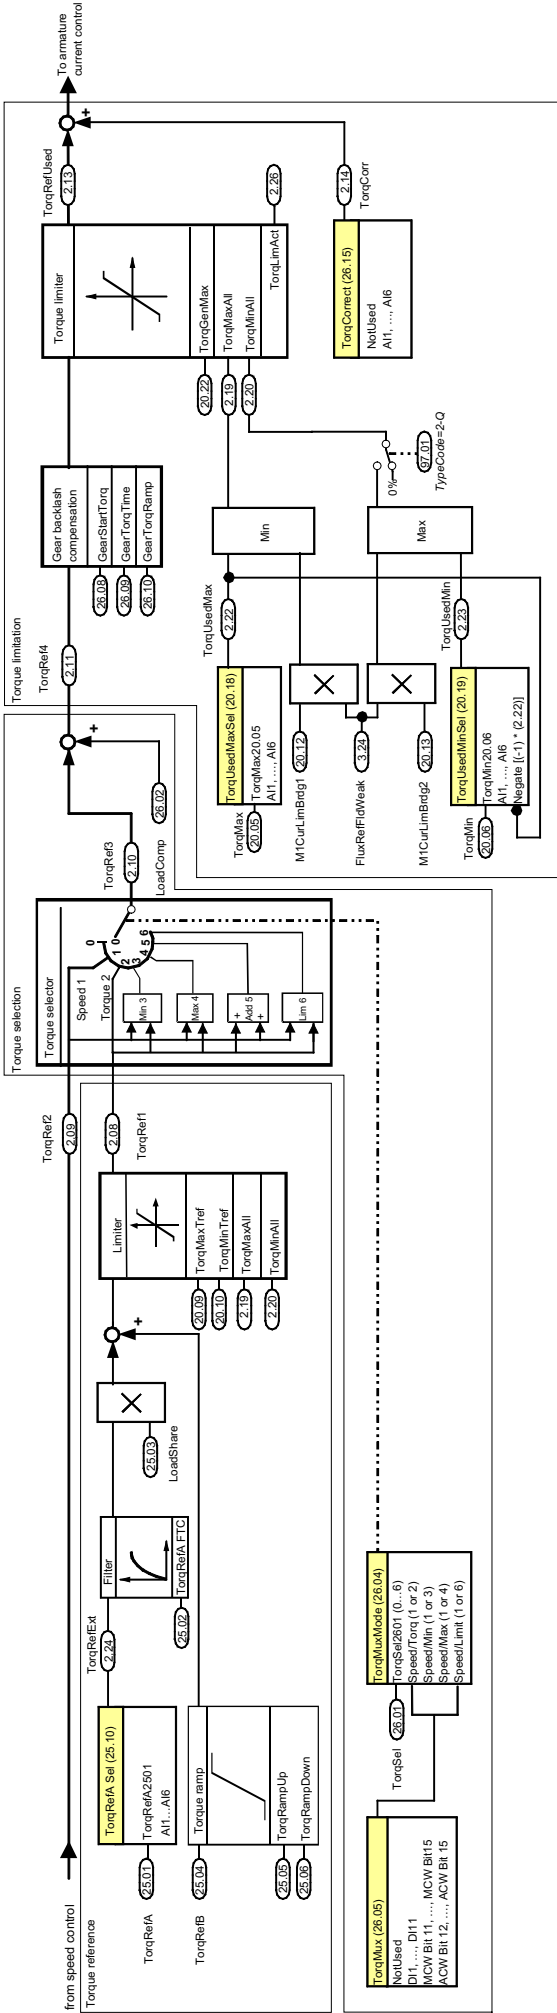 from speed control
Torque reference
TorqRefA
25.01
TorqRefA Sel (25.10)
TorqRefA2501
AI1...AI6
TorqRefExt
2.24
Filter
TorqRefA FTC
25.02
25.03
LoadShare
TorqRefB
25.04
Torque ramp
TorqRampUp
TorqRampDown
25.05
25.06
+
Limiter
TorqMaxTref
TorqMinTref
TorqMaxAll
TorqMinAll
20.09
20.10
2.19
2.20
TorqRef2
2.09
2.08
TorqRef1
Torque selection
Torque selector
Speed 1
Torque 2
0
1
0
2
3
4
5
6
Min 3
Max 4
+
Add 5
+
Lim 6
TorqRef3
2.10
LoadComp
26.02
+
TorqMux (26.05)
NotUsed
DI1, ..., DI11
MCW Bit 11, ..., MCW Bit15
ACW Bit 12, ..., ACW Bit 15
TorqSel
26.01
TorqMuxMode (26.04)
TorqSel2601 (0...6)
Speed/Torq (1 or 2)
Speed/Min (1 or 3)
Speed/Max (1 or 4)
Speed/Limit (1 or 6)
Torque limitation
TorqRef4
2.11
Gear backlash
compensation
GearStartTorq
GearTorqTime
GearTorqRamp
26.08
26.09
26.10
Torque limiter
TorqGenMax
TorqMaxAll
TorqMinAll
TorqLimAct
20.22
2.19
2.20
2.26
TorqRefUsed
2.13
+
To armature
current control
TorqMax
20.05
TorqUsedMaxSel (20.18)
TorqMax20.05
AI1, ..., AI6
TorqUsedMax
2.22
Min
M1CurLimBrdg1
20.12
FluxRefFldWeak
3.24
M1CurLimBrdg2
20.13
Max
TorqMin
20.06
TorqUsedMinSel (20.19)
TorqMin20.06
AI1, ..., AI6
Negate [(-1) * (2.22)]
TorqUsedMin
2.23
0%
97.01
TypeCode=2-Q
TorqCorrect (26.15)
NotUsed
AI1, ..., AI6
2.14
TorqCorr